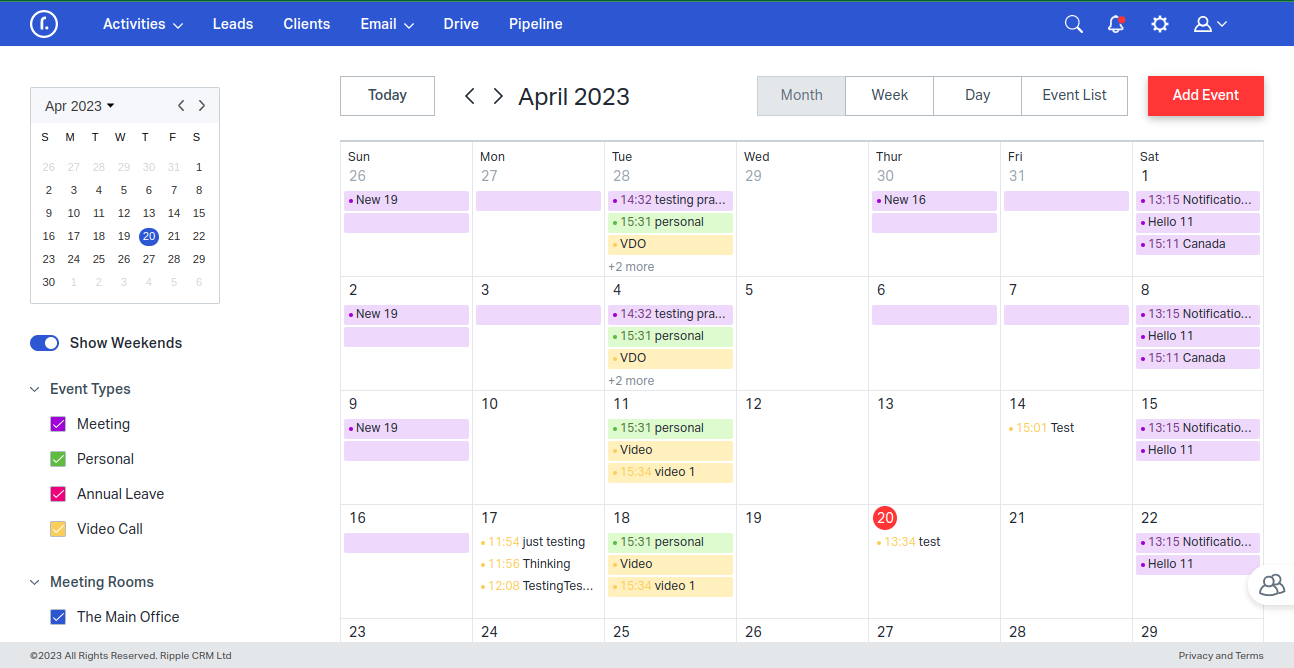 r.
Activities Leads Clients Email Drive Pipeline
Apr 2023
S M T W T F S
26 27 28 29 30 31 1
2 3 4 5 6 7 8
9 10 11 12 13 14 15
16 17 18 19 20 21 22
23 24 25 26 27 28 29
30 1 2 3 4 5 6
Show Weekends
Event Types
Meeting
Personal
Annual Leave
Video Call
Meeting Rooms
The Main Office
Today April 2023 Month Week Day Event List Add Event
Sun Mon Tue Wed Thur Fri Sat
26 27 28 29 30 31 1
New 19 14:32 testing pra... New 16 13:15 Notificatio...
15:31 personal Hello 11
VDO 15:11 Canada
+2 more
2 3 4 5 6 7 8
New 19 14:32 testing pra... 13:15 Notificatio...
15:31 personal Hello 11
VDO 15:11 Canada
+2 more
9 10 11 12 13 14 15
New 19 15:31 personal 15:01 Test 13:15 Notificatio...
Video Hello 11
15:34 video 1
16 17 18 19 20 21 22
11:54 just testing 15:31 personal 13:34 test 13:15 Notificatio...
11:56 Thinking Video Hello 11
12:08 TestingTes... 15:34 video 1
23 24 25 26 27 28 29
©2023 All Rights Reserved. Ripple CRM Ltd Privacy and Terms